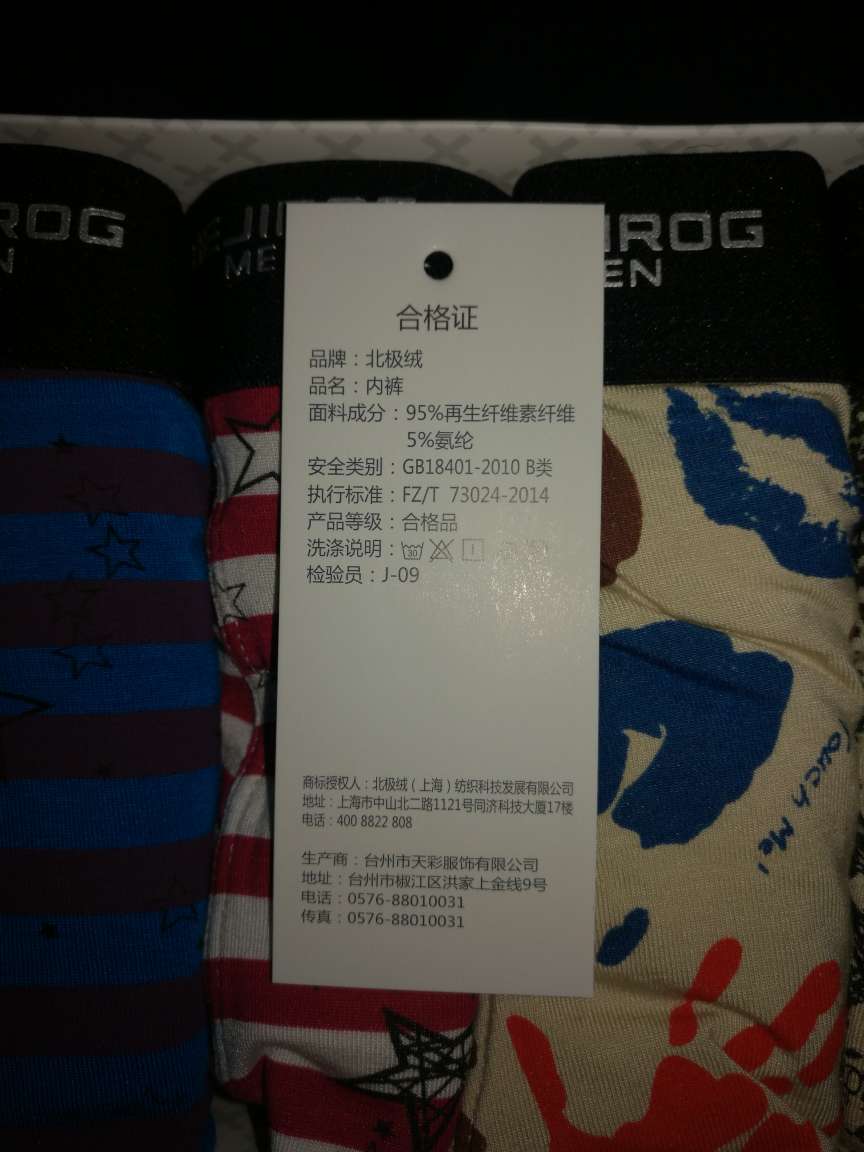 ROG
N
EJIROG
ME
IROG
EN
合格证
品牌：北极绒
品名：内裤
面料成分：95%再生纤维素纤维
5%氨纶
安全类别：GB18401-2010 B类
执行标准：FZ/T 73024-2014
产品等级：合格品
洗涤说明：
检验员：J-09
商标授权人：北极绒（上海）纺织科技发展有限公司
地址：上海市中山北二路1121号同济科技大厦17楼
电话：400 8822 808
生产商：台州市天彩服饰有限公司
地址：台州市椒江区洪家上金线9号
电话：0576-88010031
传真：0576-88010031
Touch Me!